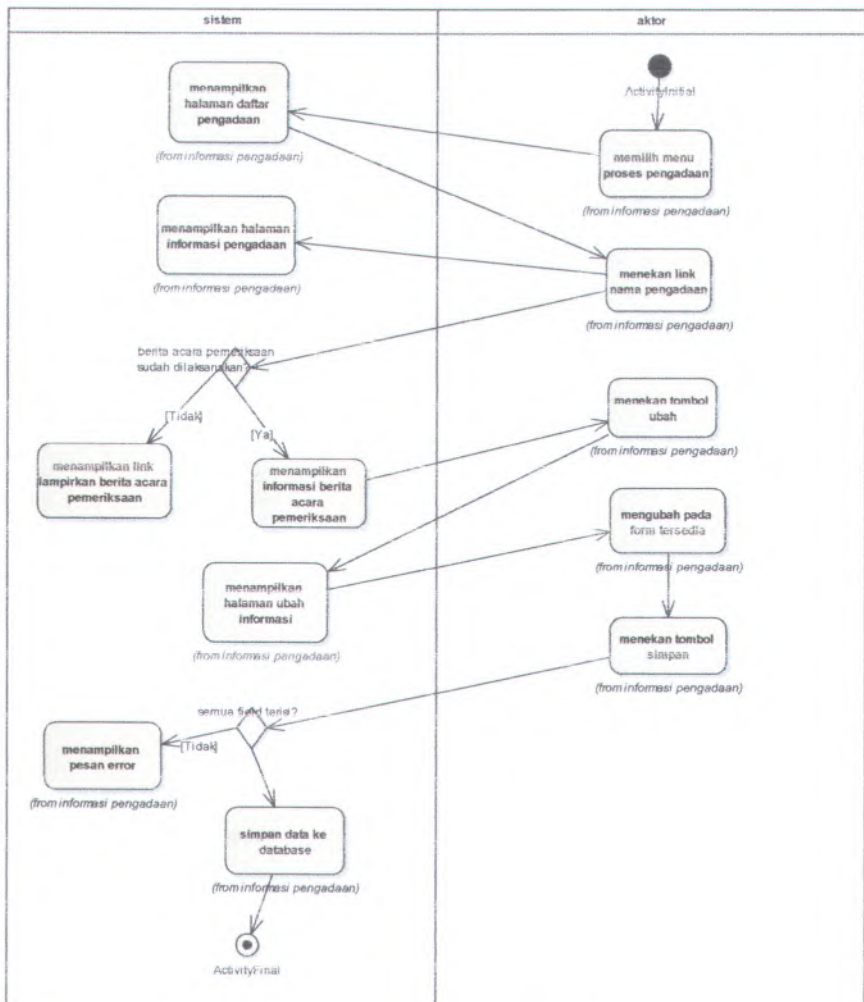 sistem
aktor
ActivityInitial
menampilkan
halaman daftar
pengadaan
(from informasi pengadaan)
memilih menu
proses pengadaan
(from informasi pengadaan)
menampilkan halaman
informasi pengadaan
(from informasi pengadaan)
menekan link
nama pengadaan
(from informasi pengadaan)
berita acara pemeriksaan
sudah dilaksanakan?
[Tidak]
[Ya]
menekan tombol
ubah
(from informasi pengadaan)
menampilkan link
lampirkan berita acara
pemeriksaan
menampilkan
informasi berita
acara
pemeriksaan
mengubah pada
form tersedia
(from informasi pengadaan)
menampilkan
halaman ubah
informasi
(from informasi pengadaan)
menekan tombol
simpan
(from informasi pengadaan)
semua field terisi?
[Tidak]
menampilkan
pesan error
(from informasi pengadaan)
simpan data ke
database
(from informasi pengadaan)
ActivityFinal